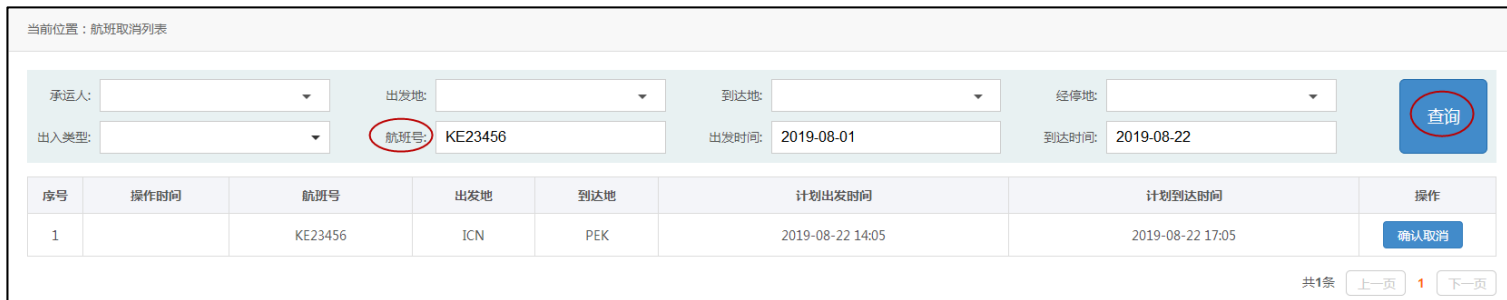 当前位置：航班取消列表
承运人: 出发地: 到达地: 经停地: 查询
出入类型: 航班号: KE23456 出发时间: 2019-08-01 到达时间: 2019-08-22
序号 操作时间 航班号 出发地 到达地 计划出发时间 计划到达时间 操作
1 KE23456 ICN PEK 2019-08-22 14:05 2019-08-22 17:05 确认取消
共1条 上一页 1 下一页